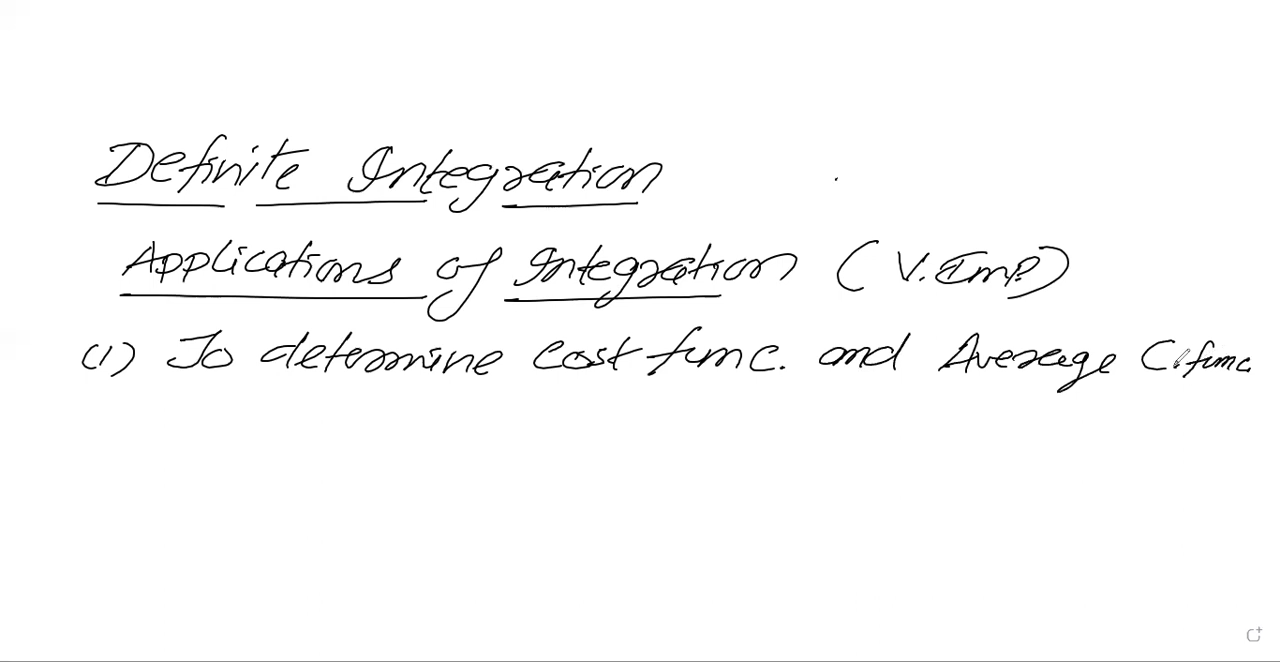 Definite Integration
Applications of Integration (V. Imp.)
(1) To determine cost func. and Average C. func.